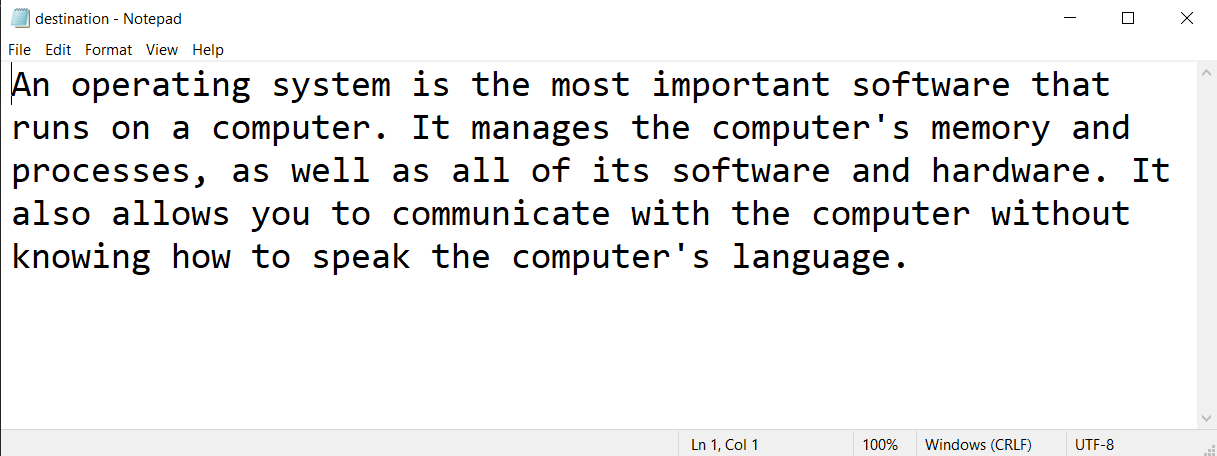 destination - Notepad
File Edit Format View Help
An operating system is the most important software that
runs on a computer. It manages the computer's memory and
processes, as well as all of its software and hardware. It
also allows you to communicate with the computer without
knowing how to speak the computer's language.
Ln 1, Col 1 100% Windows (CRLF) UTF-8